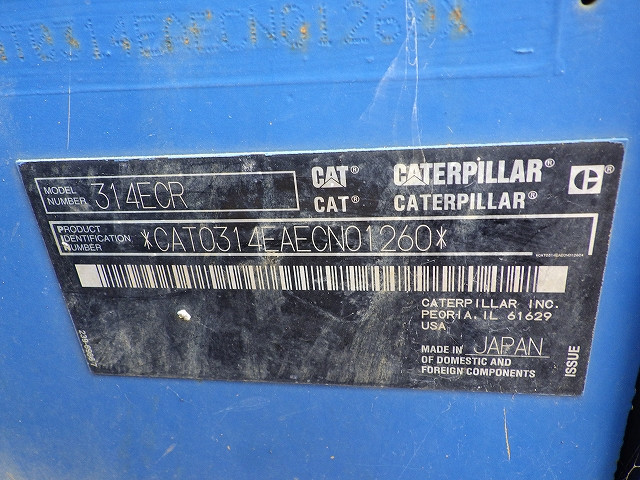 CAT0314EAECN01260
MODEL NUMBER 314ECR
CAT® CATERPILLAR®
CAT® CATERPILLAR®
PRODUCT IDENTIFICATION NUMBER *CAT0314EAECN01260*
CATERPILLAR INC.
PEORIA, IL 61629
USA
MADE IN JAPAN
OF DOMESTIC AND
FOREIGN COMPONENTS
ISSUE